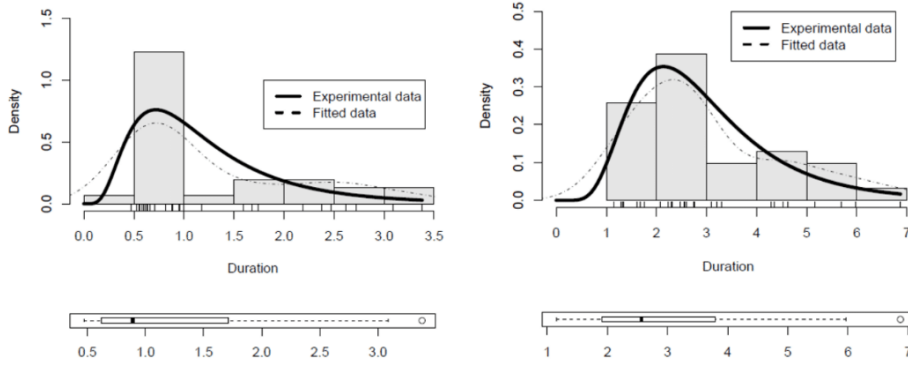 1.5
1.0
0.5
0.0
Density
Experimental data
Fitted data
0.0 0.5 1.0 1.5 2.0 2.5 3.0 3.5
Duration
0.5 1.0 1.5 2.0 2.5 3.0
0.5
0.4
0.3
0.2
0.1
0.0
Density
Experimental data
Fitted data
0 1 2 3 4 5 6 7
Duration
1 2 3 4 5 6 7